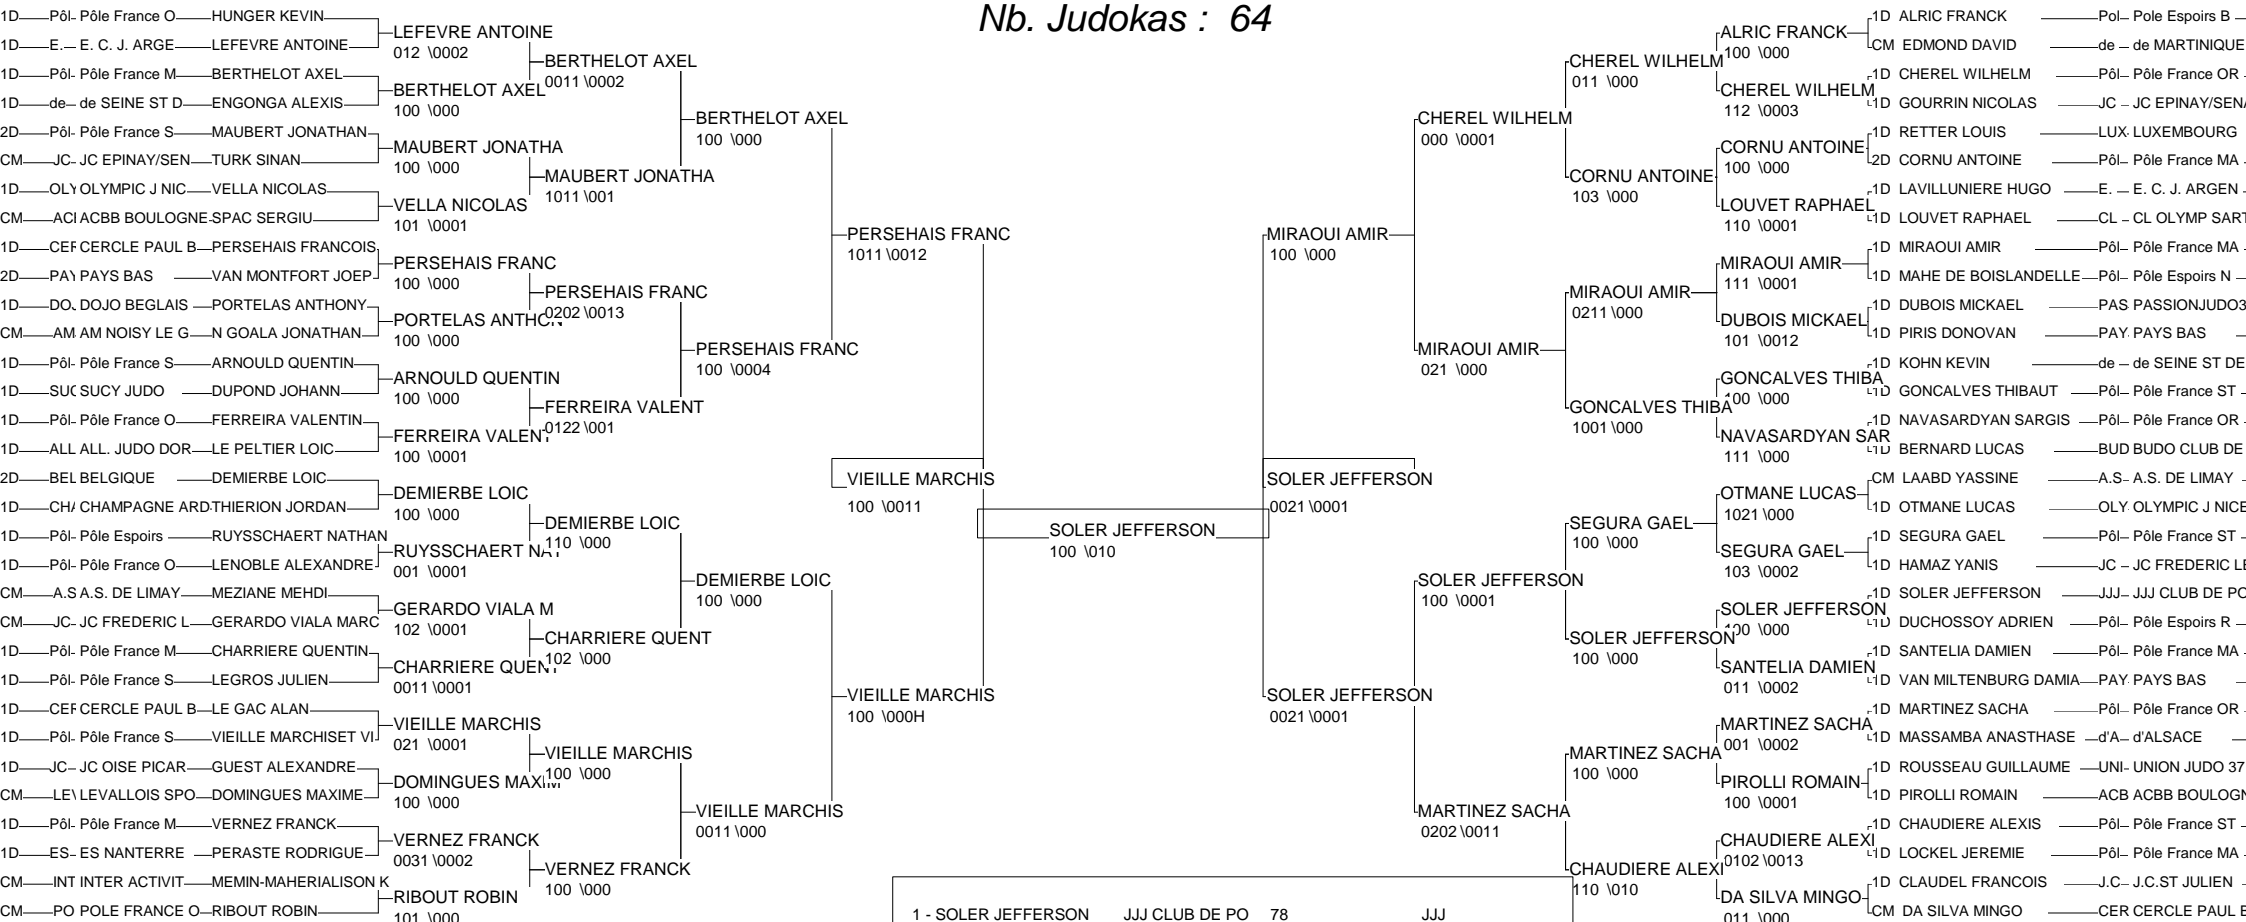 Nb. Judokas : 64
1D Pôl Pôle France O HUNGER KEVIN
1D E. E. C. J. ARGE LEFEVRE ANTOINE
1D Pôl Pôle France M BERTHELOT AXEL
1D de de SEINE ST D ENGONGA ALEXIS
2D Pôl Pôle France S MAUBERT JONATHAN
CM JC JC EPINAY/SEN TURK SINAN
1D OLY OLYMPIC J NIC VELLA NICOLAS
CM ACI ACBB BOULOGNE SPAC SERGIU
1D CER CERCLE PAUL B PERSEHAIS FRANCOIS
2D PAY PAYS BAS VAN MONTFORT JOEP
1D DOJ DOJO BEGLAIS PORTELAS ANTHONY
CM AM AM NOISY LE G N GOALA JONATHAN
1D Pôl Pôle France S ARNOULD QUENTIN
1D SUC SUCY JUDO DUPOND JOHANN
1D Pôl Pôle France O FERREIRA VALENTIN
1D ALL ALL. JUDO DOR LE PELTIER LOIC
2D BEL BELGIQUE DEMIERBE LOIC
1D CHA CHAMPAGNE ARD THIERION JORDAN
1D Pôl Pôle Espoirs RUYSSCHAERT NATHAN
1D Pôl Pôle France O LENOBLE ALEXANDRE
CM A.S A.S. DE LIMAY MEZIANE MEHDI
CM JC JC FREDERIC L GERARDO VIALA MARC
1D Pôl Pôle France M CHARRIERE QUENTIN
1D Pôl Pôle France S LEGROS JULIEN
1D CER CERCLE PAUL B LE GAC ALAN
1D Pôl Pôle France S VIEILLE MARCHISET VI
1D JC JC OISE PICAR GUEST ALEXANDRE
CM LEV LEVALLOIS SPO DOMINGUES MAXIME
1D Pôl Pôle France M VERNEZ FRANCK
1D ES ES NANTERRE PERASTE RODRIGUE
CM INT INTER ACTIVIT MEMIN-MAHERIALISON K
CM PO POLE FRANCE O RIBOUT ROBIN
LEFEVRE ANTOINE
012 \0002
BERTHELOT AXEL
100 \000
MAUBERT JONATHA
100 \000
VELLA NICOLAS
101 \0001
PERSEHAIS FRANC
100 \000
PORTELAS ANTHON
100 \000
ARNOULD QUENTIN
100 \000
FERREIRA VALENT
100 \0001
DEMIERBE LOIC
100 \000
RUYSSCHAERT NAT
001 \0001
GERARDO VIALA M
102 \0001
CHARRIERE QUENT
0011 \0001
VIEILLE MARCHIS
021 \0001
DOMINGUES MAXIM
100 \000
VERNEZ FRANCK
0031 \0002
RIBOUT ROBIN
101 \000
BERTHELOT AXEL
0011 \0002
MAUBERT JONATHA
1011 \001
PERSEHAIS FRANC
0202 \0013
FERREIRA VALENT
0122 \001
DEMIERBE LOIC
110 \000
CHARRIERE QUENT
102 \000
VIEILLE MARCHIS
100 \000
VERNEZ FRANCK
100 \000
BERTHELOT AXEL
100 \000
PERSEHAIS FRANC
100 \0004
DEMIERBE LOIC
100 \000
VIEILLE MARCHIS
0011 \000
PERSEHAIS FRANC
1011 \0012
VIEILLE MARCHIS
100 \0011
VIEILLE MARCHIS
100 \000H
SOLER JEFFERSON
100 \010
MIRAOUI AMIR
100 \000
SOLER JEFFERSON
0021 \0001
SOLER JEFFERSON
0021 \0001
CHEREL WILHELM
000 \0001
MIRAOUI AMIR
021 \000
SOLER JEFFERSON
100 \0001
MARTINEZ SACHA
0202 \0011
CHEREL WILHELM
011 \000
CORNU ANTOINE
103 \000
MIRAOUI AMIR
0211 \000
GONCALVES THIBA
1001 \000
SEGURA GAEL
100 \000
SOLER JEFFERSON
100 \000
MARTINEZ SACHA
100 \000
CHAUDIERE ALEXI
110 \010
ALRIC FRANCK
100 \000
CHEREL WILHELM
112 \0003
CORNU ANTOINE
100 \000
LOUVET RAPHAEL
110 \0001
MIRAOUI AMIR
111 \0001
DUBOIS MICKAEL
101 \0012
GONCALVES THIBA
100 \000
NAVASARDYAN SAR
111 \000
OTMANE LUCAS
1021 \000
SEGURA GAEL
103 \0002
SOLER JEFFERSON
100 \000
SANTELIA DAMIEN
011 \0002
MARTINEZ SACHA
001 \0002
PIROLLI ROMAIN
100 \0001
CHAUDIERE ALEXI
0102 \0013
DA SILVA MINGO
011 \000
1D ALRIC FRANCK Pol Pole Espoirs B
CM EDMOND DAVID de de MARTINIQUE
1D CHEREL WILHELM Pôl Pôle France OR
1D GOURRIN NICOLAS JC JC EPINAY/SENA
1D RETTER LOUIS LUX LUXEMBOURG
2D CORNU ANTOINE Pôl Pôle France MA
1D LAVILLUNIERE HUGO E. E. C. J. ARGEN
1D LOUVET RAPHAEL CL CL OLYMP SART
1D MIRAOUI AMIR Pôl Pôle France MA
1D MAHE DE BOISLANDELLE Pôl Pôle Espoirs N
1D DUBOIS MICKAEL PAS PASSIONJUDO3
1D PIRIS DONOVAN PAY PAYS BAS
1D KOHN KEVIN de de SEINE ST DE
1D GONCALVES THIBAUT Pôl Pôle France ST
1D NAVASARDYAN SARGIS Pôl Pôle France OR
1D BERNARD LUCAS BUD BUDO CLUB DE
CM LAABD YASSINE A.S A.S. DE LIMAY
1D OTMANE LUCAS OLY OLYMPIC J NICE
1D SEGURA GAEL Pôl Pôle France ST
1D HAMAZ YANIS JC JC FREDERIC LE
1D SOLER JEFFERSON JJJ JJJ CLUB DE PO
1D DUCHOSSOY ADRIEN Pôl Pôle Espoirs R
1D SANTELIA DAMIEN Pôl Pôle France MA
1D VAN MILTENBURG DAMIA PAY PAYS BAS
1D MARTINEZ SACHA Pôl Pôle France OR
1D MASSAMBA ANASTHASE d'A d'ALSACE
1D ROUSSEAU GUILLAUME UNI UNION JUDO 37
1D PIROLLI ROMAIN ACB ACBB BOULOGN
1D CHAUDIERE ALEXIS Pôl Pôle France ST
1D LOCKEL JEREMIE Pôl Pôle France MA
1D CLAUDEL FRANCOIS J.C J.C.ST JULIEN
CM DA SILVA MINGO CER CERCLE PAUL B
1 - SOLER JEFFERSON JJJ CLUB DE PO 78 JJJ